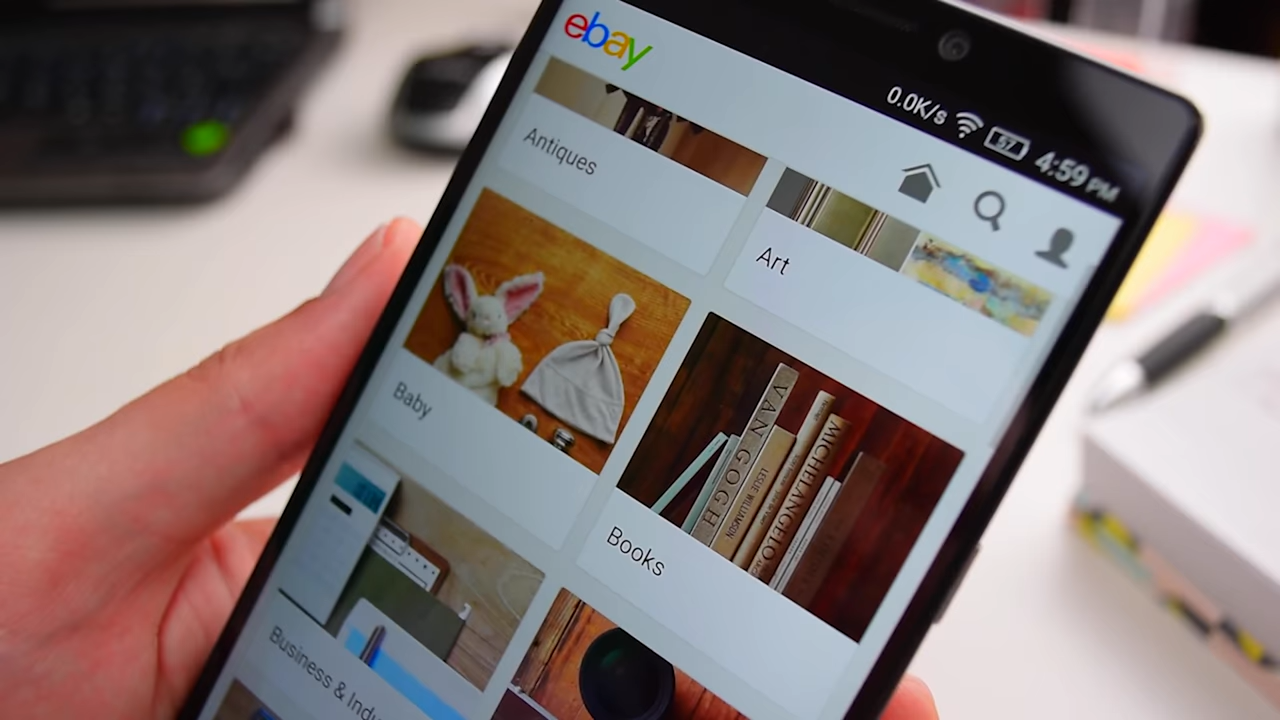 ebay
0.0K/s 57 4:59 PM
Antiques
Art
Baby
VAN GOGH
LESLIE WILLIAMSON
MICHELANGELO
Books
Business & Indu